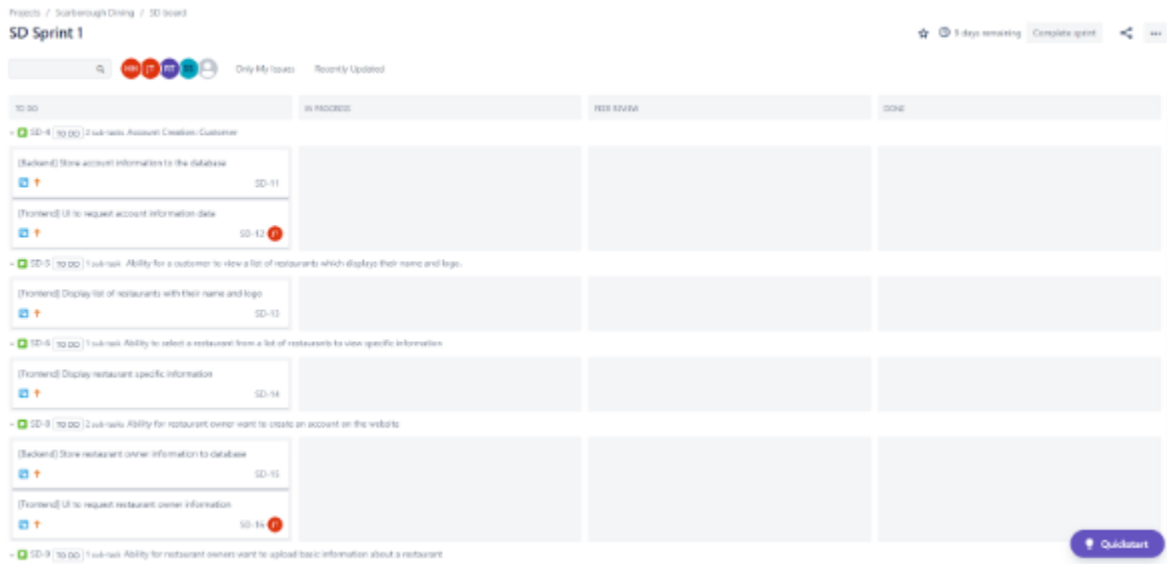 Projects / Scarborough Dining / SD board
SD Sprint 1
days remaining Complete sprint
Only My Issues Recently Updated
TO DO IN PROGRESS PEER REVIEW DONE
SD-4 TO DO 2 sub-tasks Account Creation: Customer
[Backend] Store account information to the database
SD-11
[Frontend] UI to request account information data
SD-12 JT
SD-5 TO DO 1 sub-task Ability for a customer to view a list of restaurants which displays their name and logo.
[Frontend] Display list of restaurants with their name and logo
SD-13
SD-6 TO DO 1 sub-task Ability to select a restaurant from a list of restaurants to view specific information
[Frontend] Display restaurant specific information
SD-14
SD-8 TO DO 2 sub-tasks Ability for restaurant owner want to create an account on the website
[Backend] Store restaurant owner information to database
SD-15
[Frontend] UI to request restaurant owner information
SD-16 JT
SD-9 TO DO 1 sub-task Ability for restaurant owners want to upload basic information about a restaurant
Quickstart